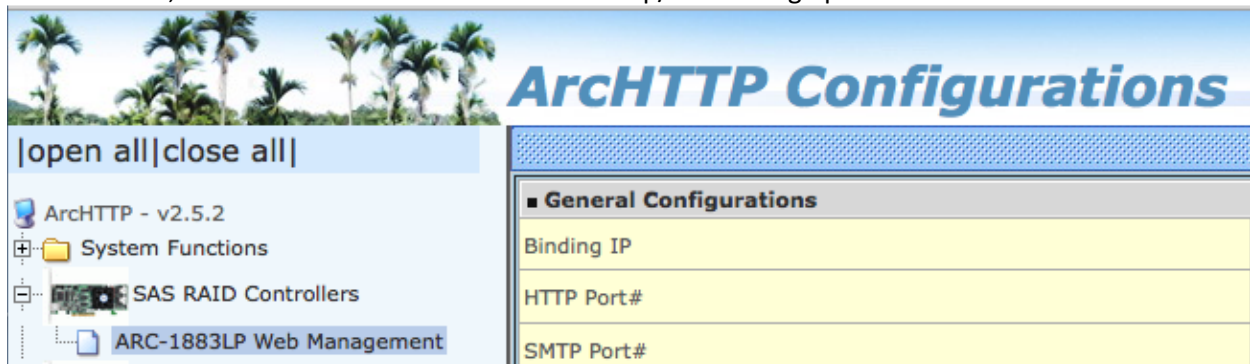 ArcHTTP Configurations
|open all|close all|
ArcHTTP - v2.5.2
System Functions
SAS RAID Controllers
ARC-1883LP Web Management
▪ General Configurations
Binding IP
HTTP Port#
SMTP Port#